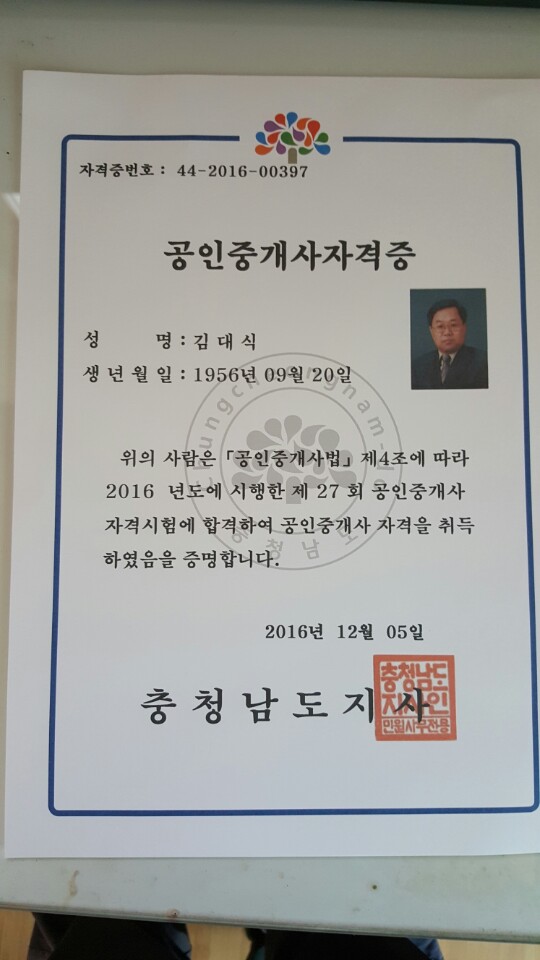 자격증번호 : 44-2016-00397
공인중개사자격증
성 명 : 김대식
생년월일 : 1956년 09월 20일
위의 사람은 「공인중개사법」 제4조에 따라
2016 년도에 시행한 제 27 회 공인중개사
자격시험에 합격하여 공인중개사 자격을 취득
하였음을 증명합니다.
2016년 12월 05일
충청남도지사
충청남도
지사인
민원사무전용